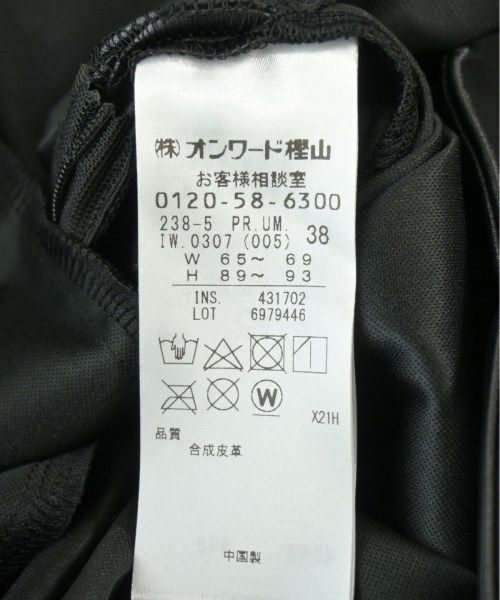 ㈱オンワード樫山
お客様相談室
0120-58-6300
238-5 PR.UM.
IW.0307 (005) 38
W 65~ 69
H 89~ 93
INS. 431702
LOT 6979446
W
X21H
品質
合成皮革
中国製